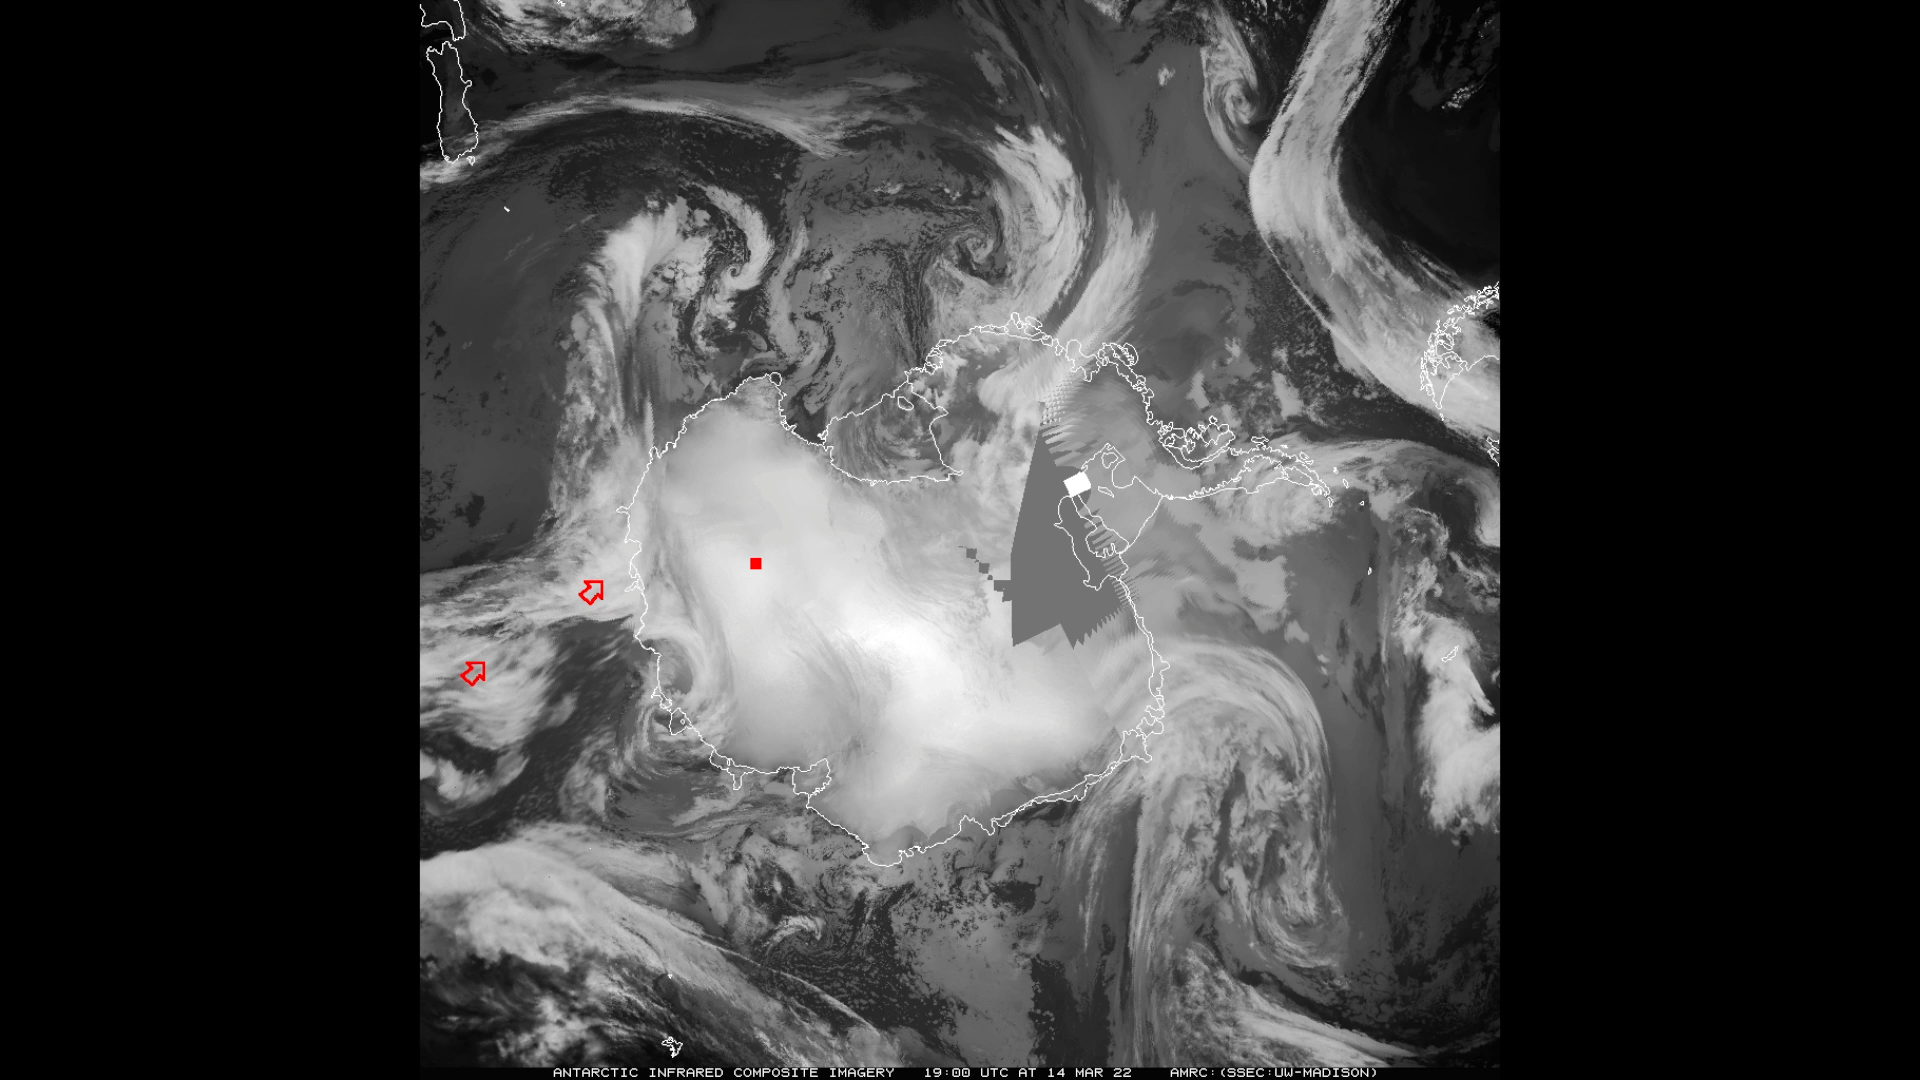 ANTARCTIC INFRARED COMPOSITE IMAGERY   19:00 UTC AT 14 MAR 22    AMRC:(SSEC:UW-MADISON)